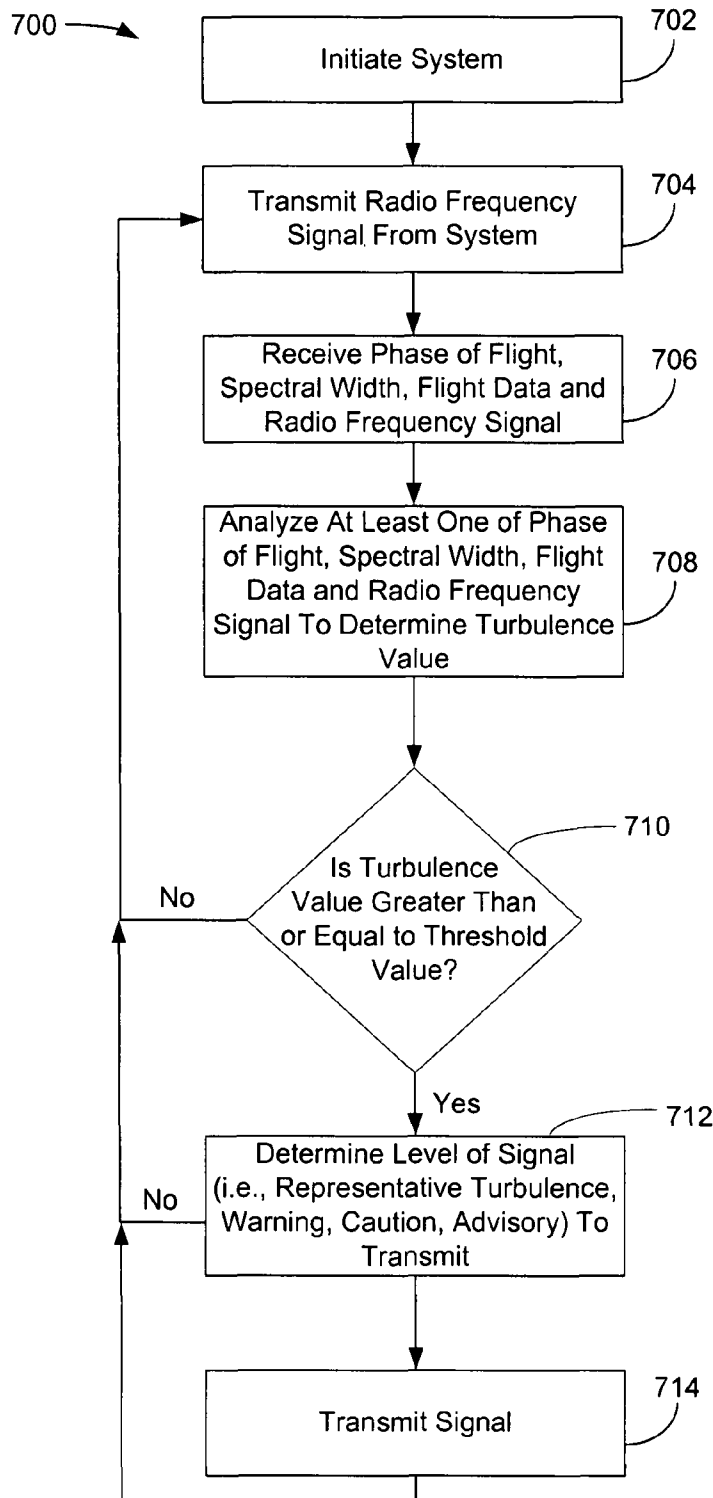 700
702
Initiate System
704
Transmit Radio Frequency
Signal From System
Receive Phase of Flight,
Spectral Width, Flight Data and
Radio Frequency Signal
706
Analyze At Least One of Phase
of Flight, Spectral Width, Flight
Data and Radio Frequency
Signal To Determine Turbulence
Value
708
710
Is Turbulence
Value Greater Than
or Equal to Threshold
Value?
No
Yes
712
Determine Level of Signal
(i.e., Representative Turbulence,
Warning, Caution, Advisory) To
Transmit
No
714
Transmit Signal